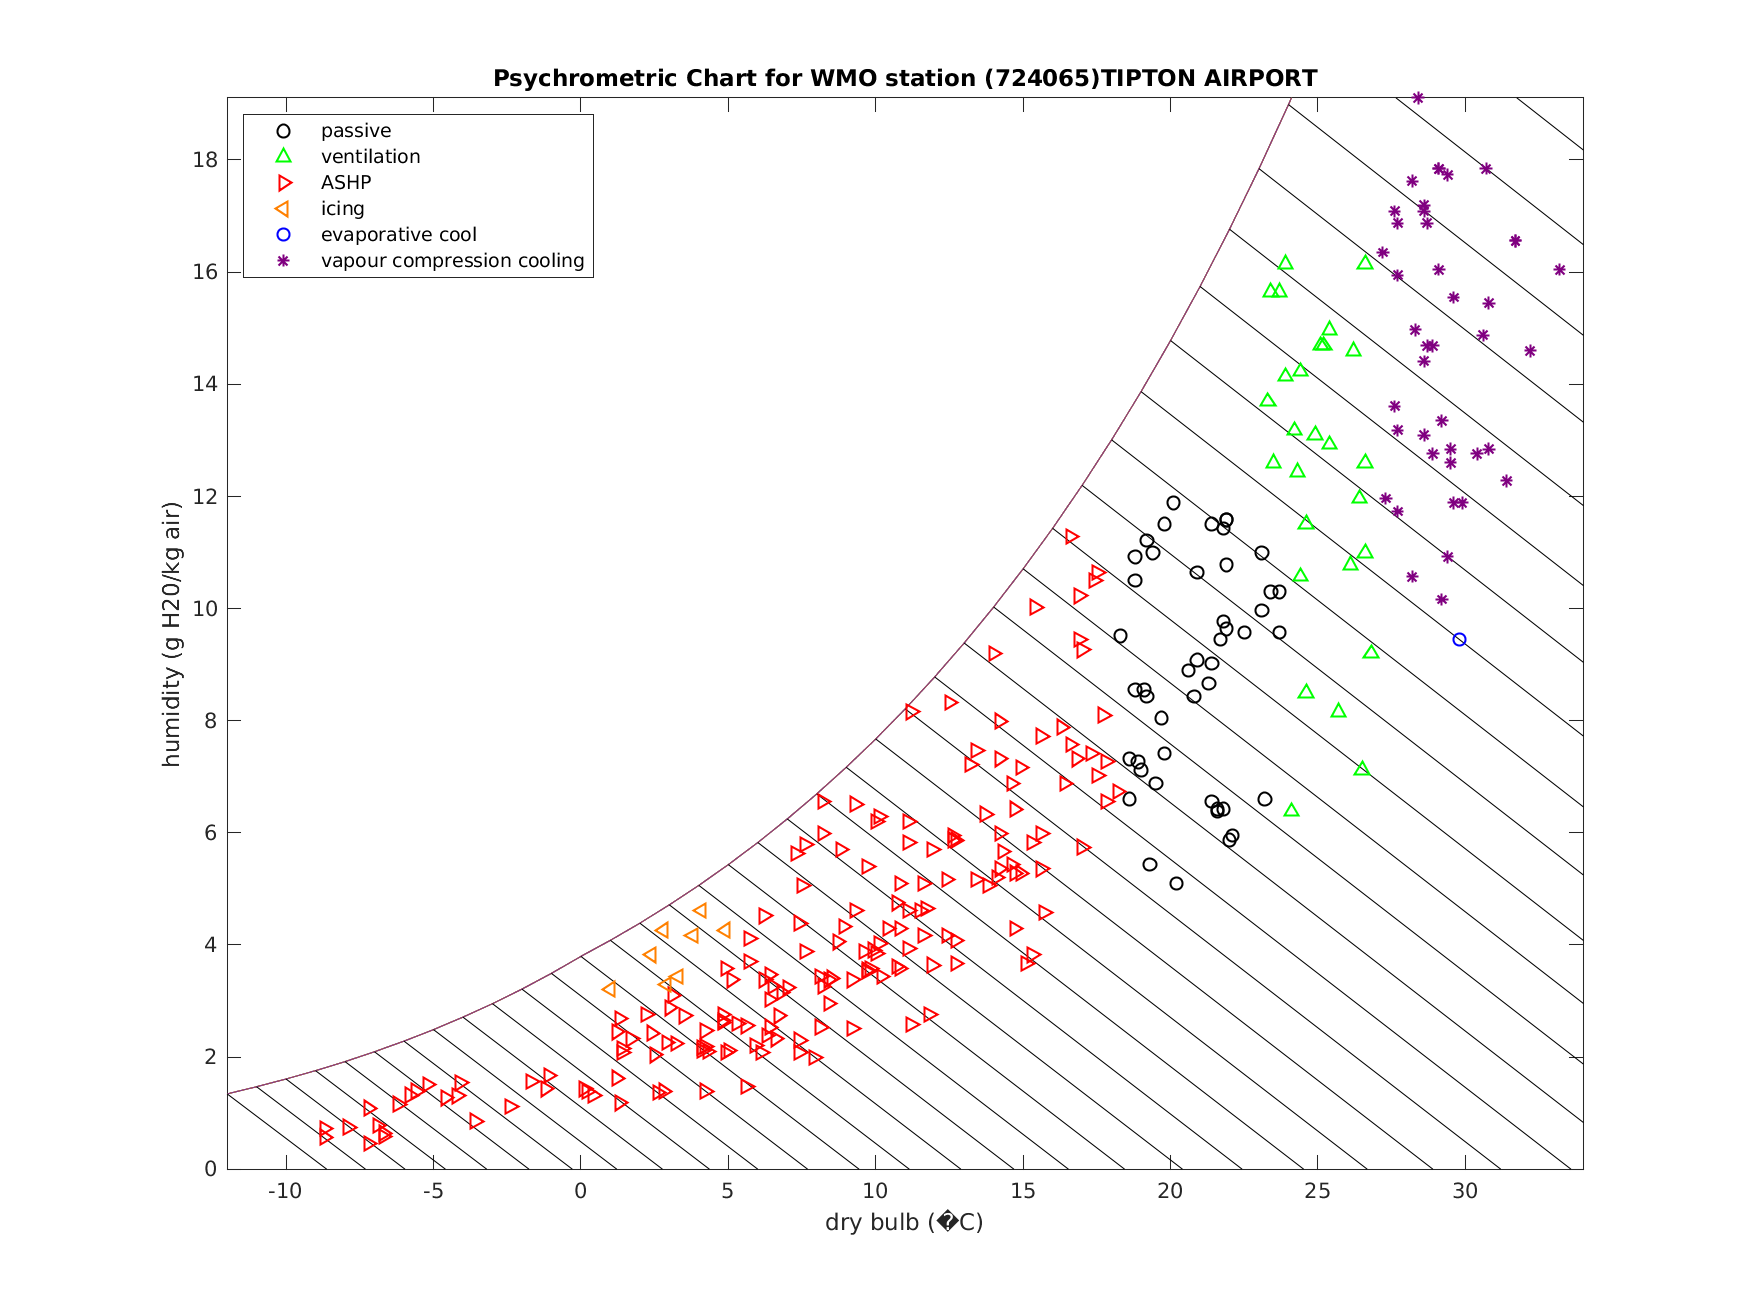 Psychrometric Chart for WMO station (724065)TIPTON AIRPORT
passive
ventilation
ASHP
icing
evaporative cool
vapour compression cooling
humidity (g H20/kg air)
18
16
14
12
10
8
6
4
2
0
-10 -5 0 5 10 15 20 25 30
dry bulb (�C)